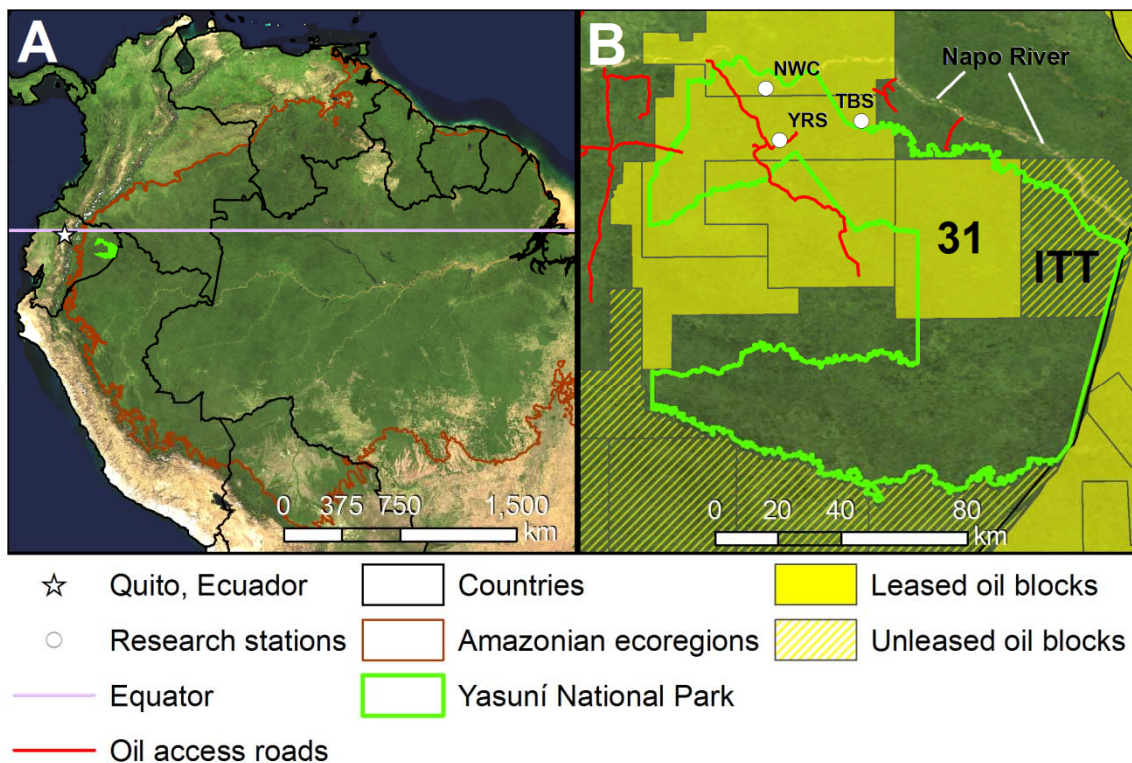 A
B
NWC
Napo River
TBS
YRS
31
ITT
0 375 750 1,500
km
0 20 40 80
km
Quito, Ecuador
Countries
Leased oil blocks
Research stations
Amazonian ecoregions
Unleased oil blocks
Equator
Yasuní National Park
Oil access roads